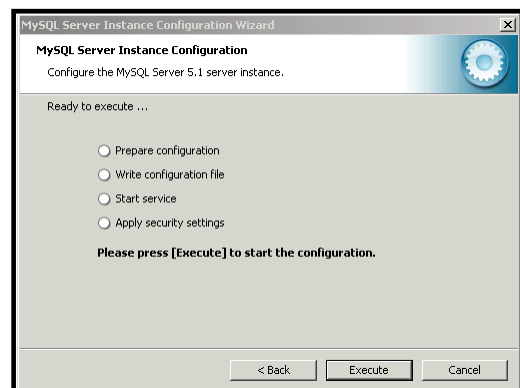 MySQL Server Instance Configuration Wizard
MySQL Server Instance Configuration
Configure the MySQL Server 5.1 server instance.
Ready to execute ...
Prepare configuration
Write configuration file
Start service
Apply security settings
Please press [Execute] to start the configuration.
< Back
Execute
Cancel